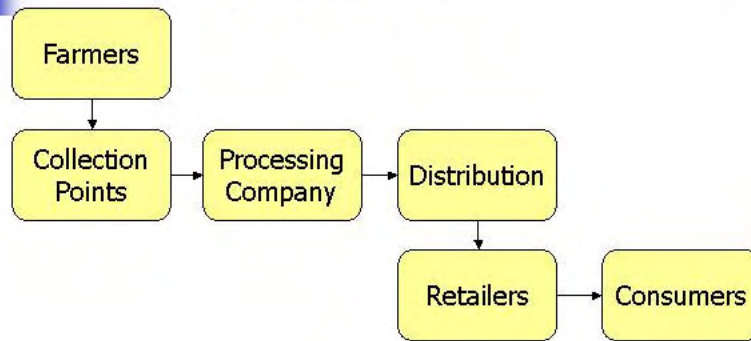 Farmers
Collection
Points
Processing
Company
Distribution
Retailers
Consumers